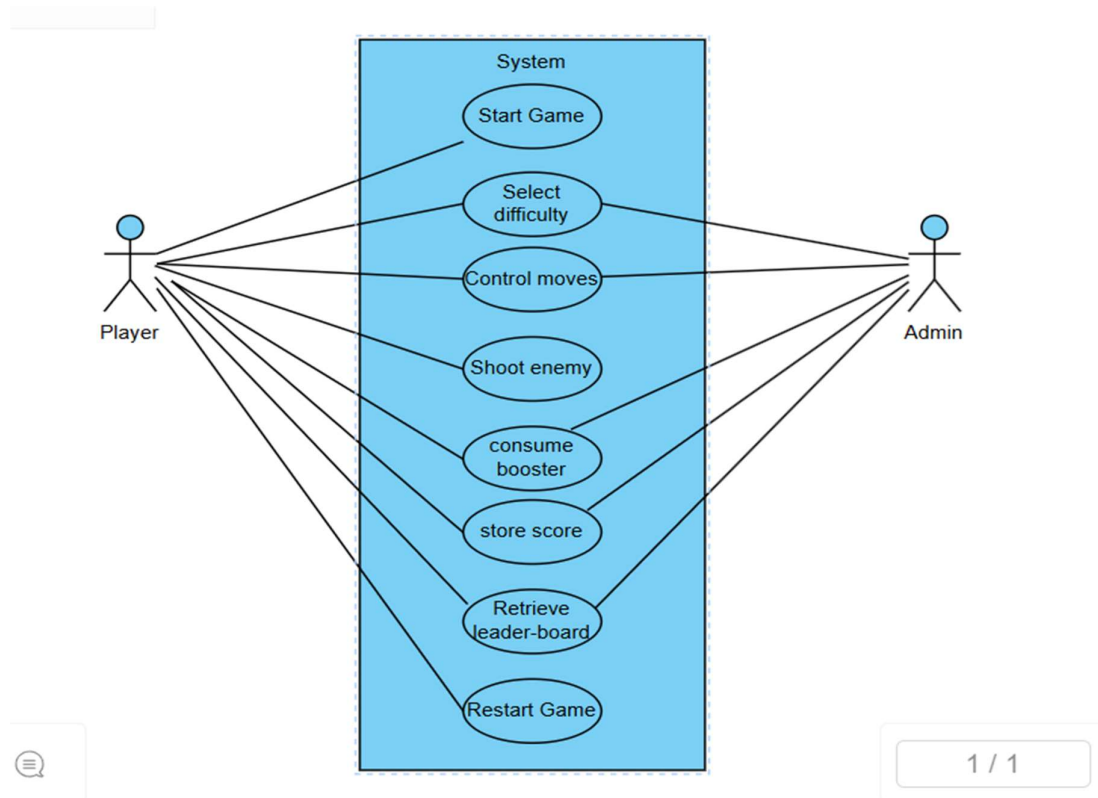 System
Start Game
Select
difficulty
Control moves
Shoot enemy
Player
Admin
consume
booster
store score
Retrieve
leader-board
Restart Game
1 / 1